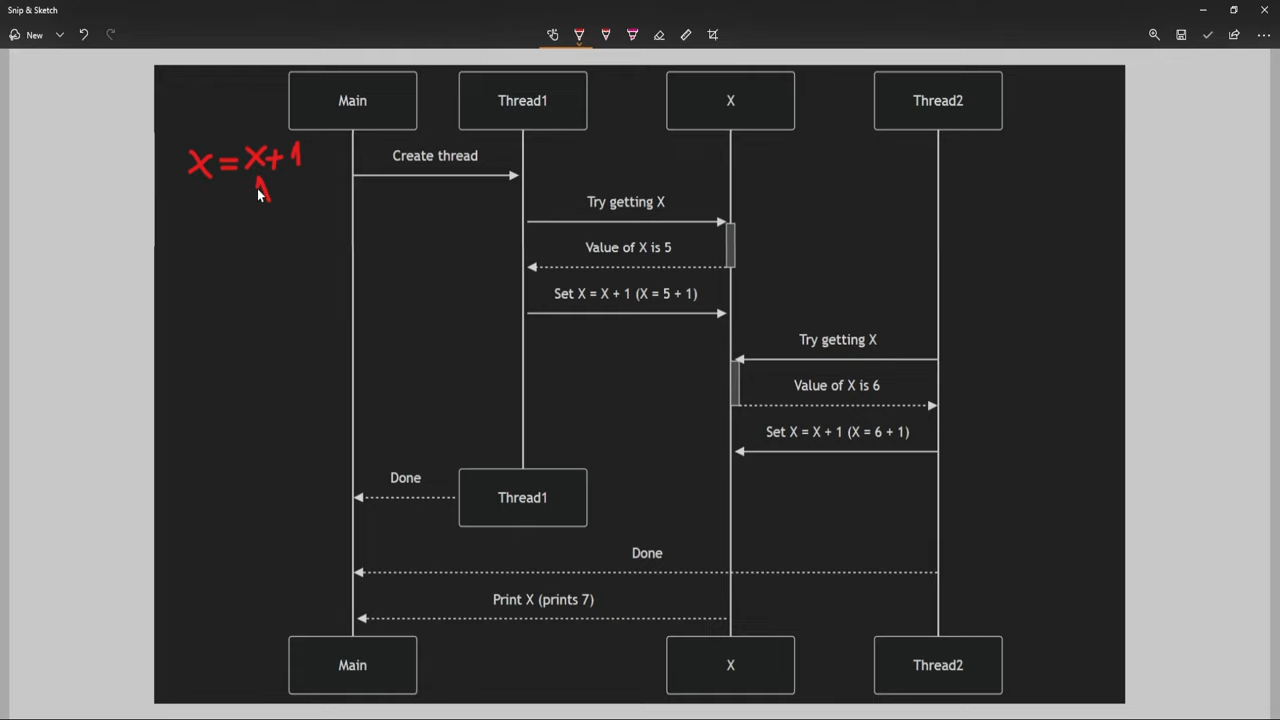 Snip & Sketch
New
Main
Thread1
X
Thread2
X = X + 1
Create thread
Try getting X
Value of X is 5
Set X = X + 1 (X = 5 + 1)
Try getting X
Value of X is 6
Set X = X + 1 (X = 6 + 1)
Done
Thread1
Done
Print X (prints 7)
Main
X
Thread2